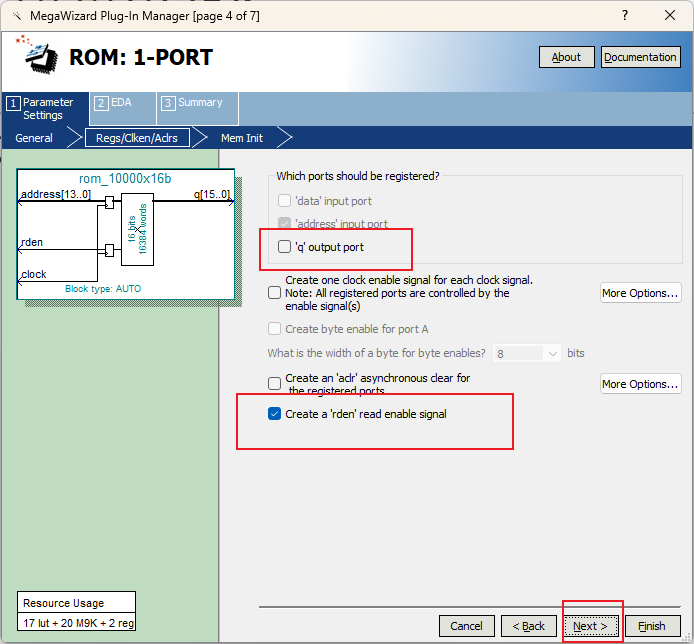 MegaWizard Plug-In Manager [page 4 of 7]
?
ROM: 1-PORT
About
Documentation
1 Parameter Settings
2 EDA
3 Summary
General
Regs/Clken/Aclrs
Mem Init
rom_10000x16b
address[13..0]
q[15..0]
rden
clock
16 bits
16384 words
Block type: AUTO
Which ports should be registered?
'data' input port
'address' input port
'q' output port
Create one clock enable signal for each clock signal.
Note: All registered ports are controlled by the
enable signal(s)
More Options...
Create byte enable for port A
What is the width of a byte for byte enables?
8
bits
Create an 'aclr' asynchronous clear for
the registered ports
More Options...
Create a 'rden' read enable signal
Resource Usage
17 lut + 20 M9K + 2 reg
Cancel
< Back
Next >
Finish